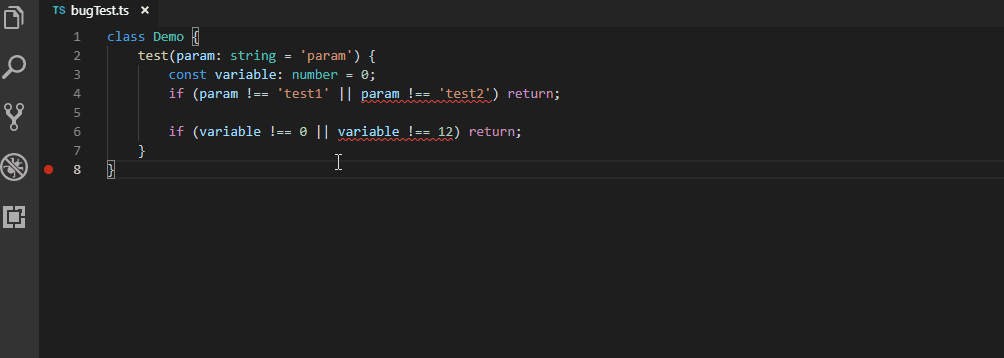 TS bugTest.ts ×
1 class Demo {
2 test(param: string = 'param') {
3 const variable: number = 0;
4 if (param !== 'test1' || param !== 'test2') return;
5
6 if (variable !== 0 || variable !== 12) return;
7 }
8 }